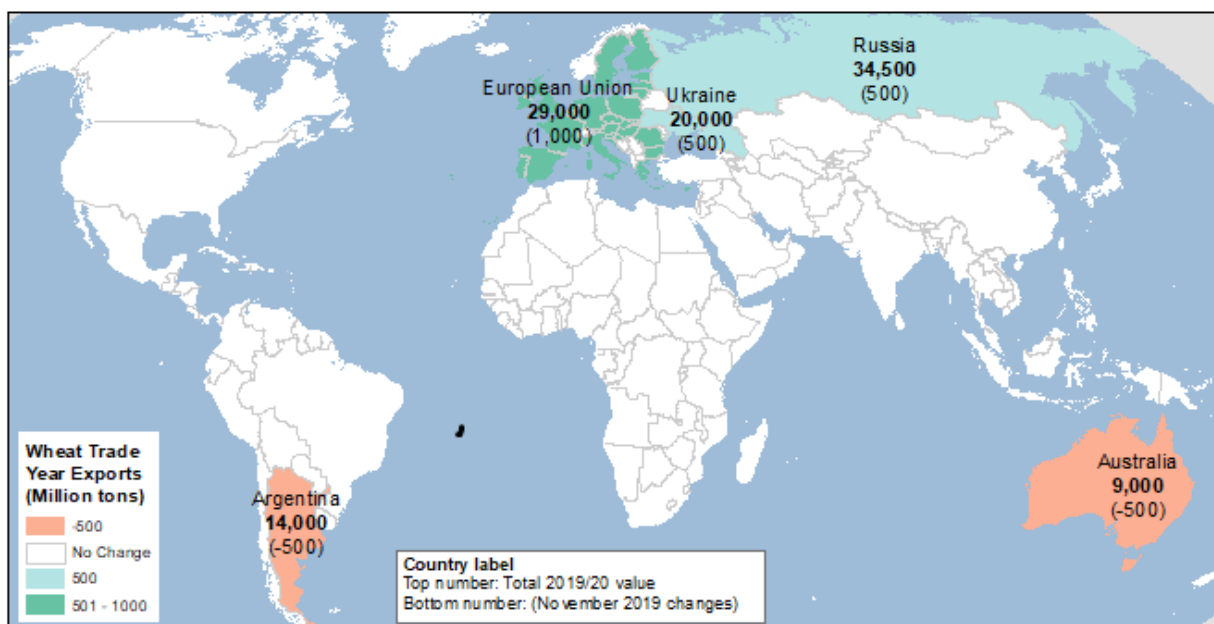 Russia
34,500
(500)
European Union
29,000
(1,000)
Ukraine
20,000
(500)
Wheat Trade
Year Exports
(Million tons)
-500
No Change
500
501 - 1000
Argentina
14,000
(-500)
Country label
Top number: Total 2019/20 value
Bottom number: (November 2019 changes)
Australia
9,000
(-500)